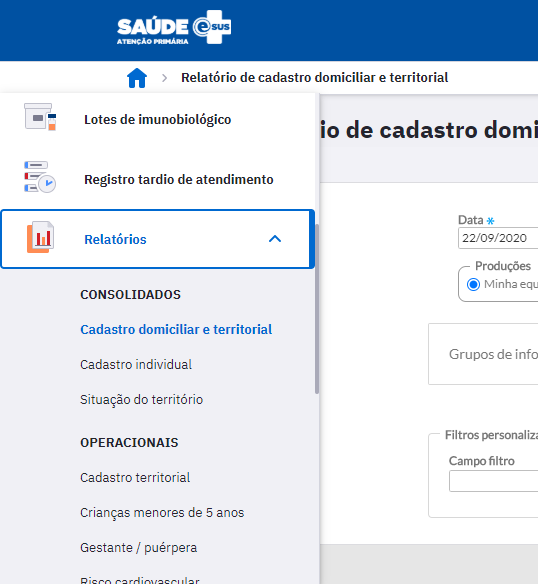 SAÚDE e SUS
ATENÇÃO PRIMÁRIA
Relatório de cadastro domiciliar e territorial
Lotes de imunobiológico
Registro tardio de atendimento
Relatórios
CONSOLIDADOS
Cadastro domiciliar e territorial
Cadastro individual
Situação do território
OPERACIONAIS
Cadastro territorial
Crianças menores de 5 anos
Gestante / puérpera
Risco cardiovascular
io de cadastro domi
Data *
22/09/2020
Produções
Minha equ
Grupos de info
Filtros personaliza
Campo filtro